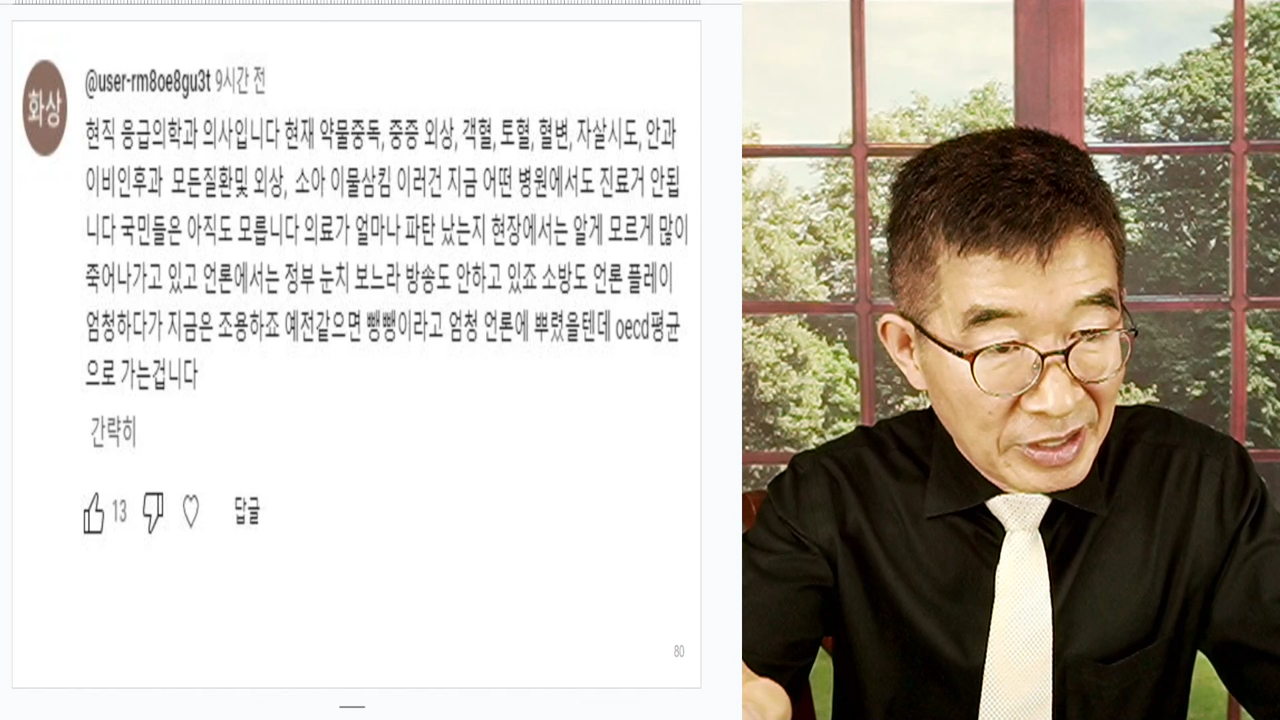 화상
@user-rm8oe8gu3t 9시간 전
현직 응급의학과 의사입니다 현재 약물중독, 중증 외상, 객혈, 토혈, 혈변, 자살시도, 안과
이비인후과 모든질환및 외상, 소아 이물삼킴 이러건 지금 어떤 병원에서도 진료거 안됩
니다 국민들은 아직도 모릅니다 의료가 얼마나 파탄 났는지 현장에서는 알게 모르게 많이
죽어나가고 있고 언론에서는 정부 눈치 보느라 방송도 안하고 있죠 소방도 언론 플레이
엄청하다가 지금은 조용하죠 예전같으면 뺑뺑이라고 엄청 언론에 뿌렸을텐데 oecd평균
으로 가는겁니다
간략히
13 답글
80